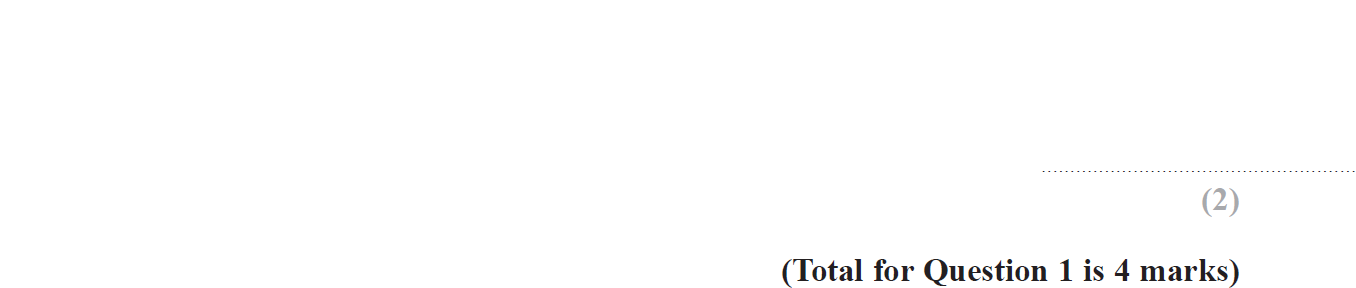 (2)
(Total for Question 1 is 4 marks)